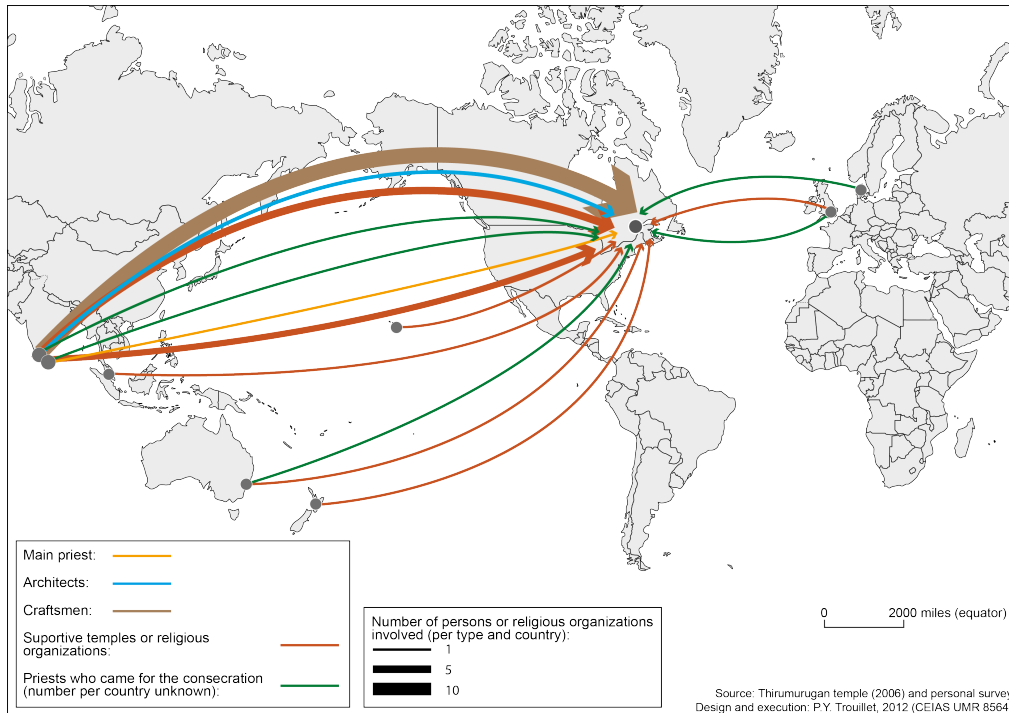 Main priest:
Architects:
Craftsmen:
Suportive temples or religious
organizations:
Priests who came for the consecration
(number per country unknown):
Number of persons or religious organizations
involved (per type and country):
1
5
10
0 2000 miles (equator)
Source: Thirumurugan temple (2006) and personal survey
Design and execution: P.Y. Trouillet, 2012 (CEIAS UMR 8564